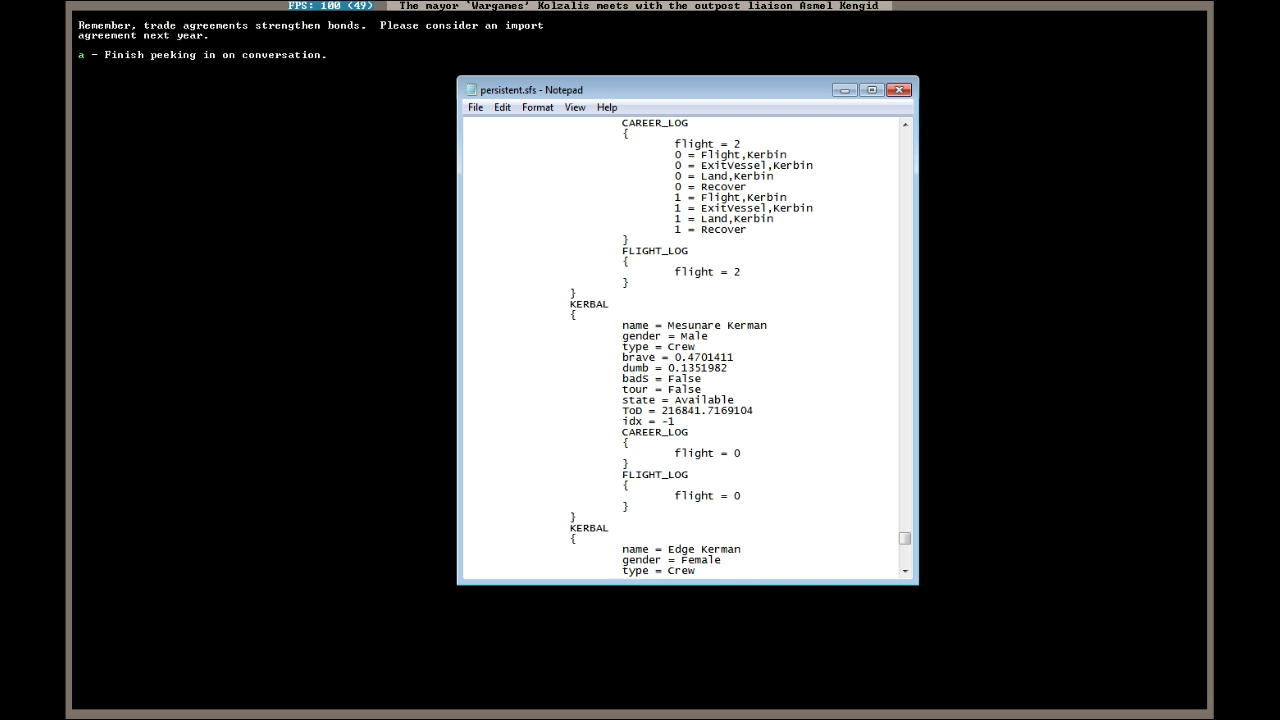 FPS: 100 (49)
The mayor `Wargames' Kolzalis meets with the outpost liaison Asmel Kengid
Remember, trade agreements strengthen bonds.  Please consider an import
agreement next year.
a - Finish peeking in on conversation.
persistent.sfs - Notepad
File Edit Format View Help
CAREER_LOG
{
flight = 2
0 = Flight,Kerbin
0 = ExitVessel,Kerbin
0 = Land,Kerbin
0 = Recover
1 = Flight,Kerbin
1 = ExitVessel,Kerbin
1 = Land,Kerbin
1 = Recover
}
FLIGHT_LOG
{
flight = 2
}
}
KERBAL
{
name = Mesunare Kerman
gender = Male
type = Crew
brave = 0.4701411
dumb = 0.1351982
badS = False
tour = False
state = Available
ToD = 216841.7169104
idx = -1
CAREER_LOG
{
flight = 0
}
FLIGHT_LOG
{
flight = 0
}
}
KERBAL
{
name = Edge Kerman
gender = Female
type = Crew